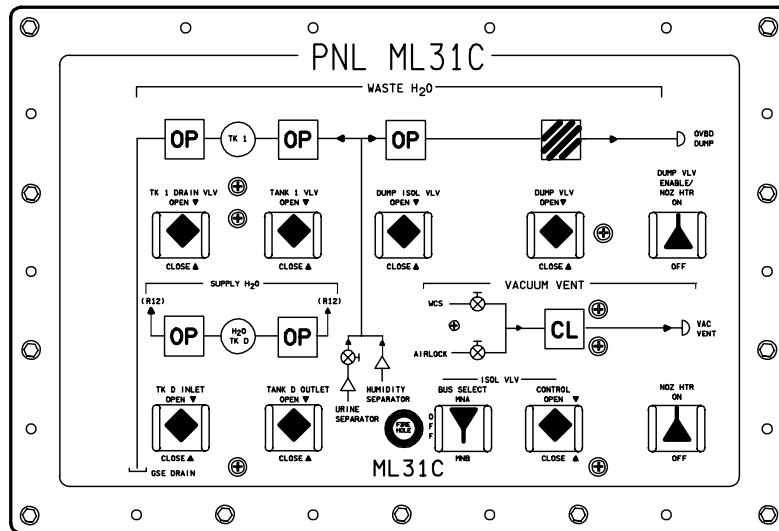 PNL ML31C
WASTE H2O
OP
TK 1
OP
OP
OVBD
DUMP
TK 1 DRAIN VLV
OPEN ▼
TANK 1 VLV
OPEN ▼
DUMP ISOL VLV
OPEN ▼
DUMP VLV
OPEN ▼
DUMP VLV
ENABLE/
NOZ HTR
ON
CLOSE ▲
CLOSE ▲
CLOSE ▲
CLOSE ▲
OFF
SUPPLY H2O
VACUUM VENT
(R12)
(R12)
OP
H2O
TK D
OP
WCS
AIRLOCK
CL
VAC
VENT
TK D INLET
OPEN ▼
TANK D OUTLET
OPEN ▼
URINE
SEPARATOR
HUMIDITY
SEPARATOR
ISOL VLV
BUS SELECT
MNA
CONTROL
OPEN ▼
NOZ HTR
ON
FIRE
HOLE
OFF
CLOSE ▲
CLOSE ▲
MNB
CLOSE ▲
OFF
GSE DRAIN
ML31C